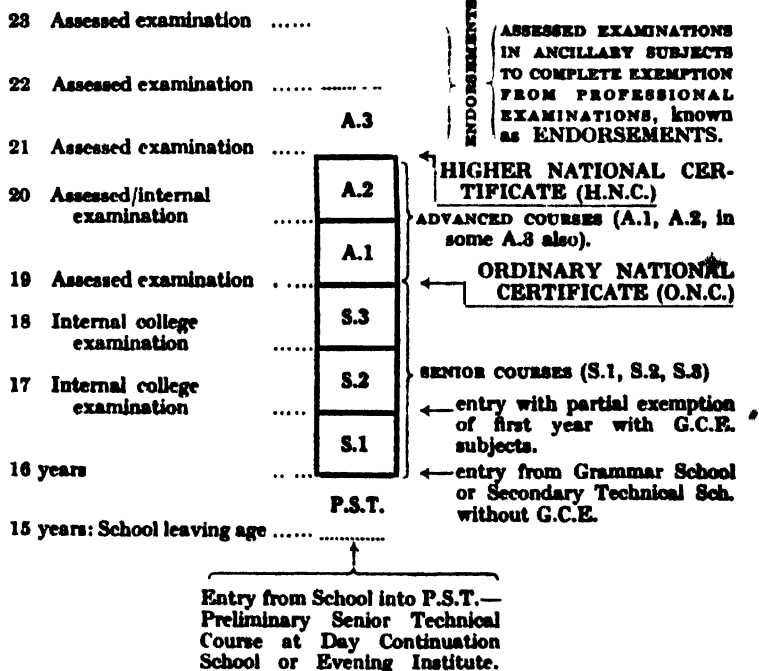 23 Assessed examination ......
ENDORSEMENTS
ASSESSED EXAMINATIONS
IN ANCILLARY SUBJECTS
TO COMPLETE EXEMPTION
FROM PROFESSIONAL
EXAMINATIONS, known
as ENDORSEMENTS.
22 Assessed examination ...... ...........
A.3
21 Assessed examination .....
HIGHER NATIONAL CER-
TIFICATE (H.N.C.)
20 Assessed/internal
examination ......
A.2
ADVANCED COURSES (A.1, A.2, in
some A.3 also).
A.1
19 Assessed examination ......
ORDINARY NATIONAL
CERTIFICATE (O.N.C.)
18 Internal college
examination ......
S.3
17 Internal college
examination .....
S.2
SENIOR COURSES (S.1, S.2, S.3)
entry with partial exemption
of first year with G.C.E.
subjects.
S.1
16 years .....
entry from Grammar School
or Secondary Technical Sch.
without G.C.E.
P.S.T.
15 years: School leaving age ...... ............
Entry from School into P.S.T.—
Preliminary Senior Technical
Course at Day Continuation
School or Evening Institute.